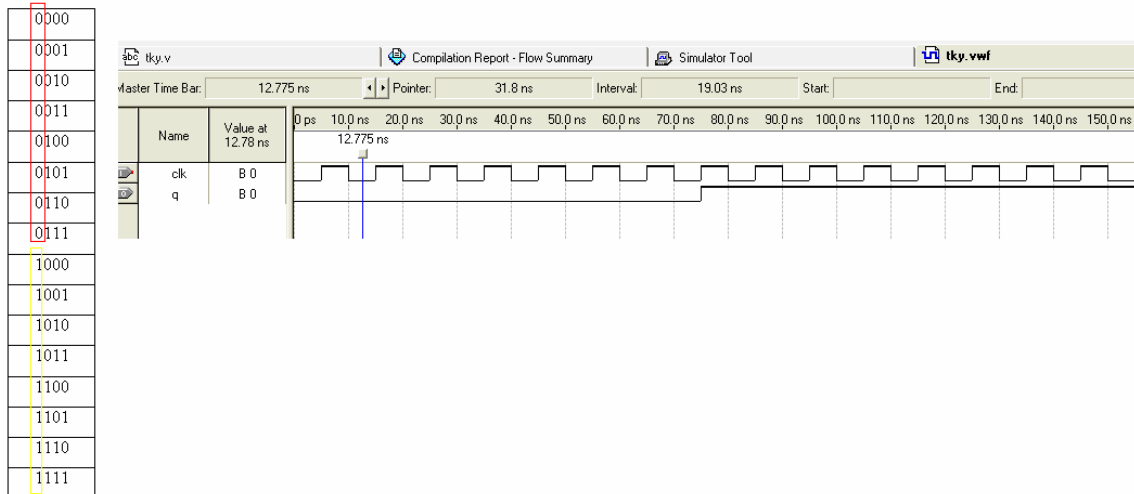 0000
0001
0010
0011
0100
0101
0110
0111
1000
1001
1010
1011
1100
1101
1110
1111
abc tky.v Compilation Report - Flow Summary Simulator Tool tky.vwf
Master Time Bar: 12.775 ns Pointer: 31.8 ns Interval: 19.03 ns Start: End:
Name Value at 12.78 ns
0 ps 10.0 ns 20.0 ns 30.0 ns 40.0 ns 50.0 ns 60.0 ns 70.0 ns 80.0 ns 90.0 ns 100.0 ns 110.0 ns 120.0 ns 130.0 ns 140.0 ns 150.0 ns
12.775 ns
clk B 0
q B 0